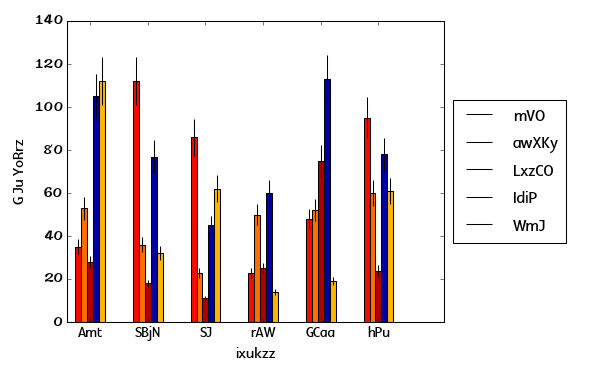 140
120
100
80
60
40
20
0
G Ju YoRrz
Amt SBjN SJ rAW GCaa hPu
ixukzz
mVO
awXKy
LxzCO
IdiP
WmJ